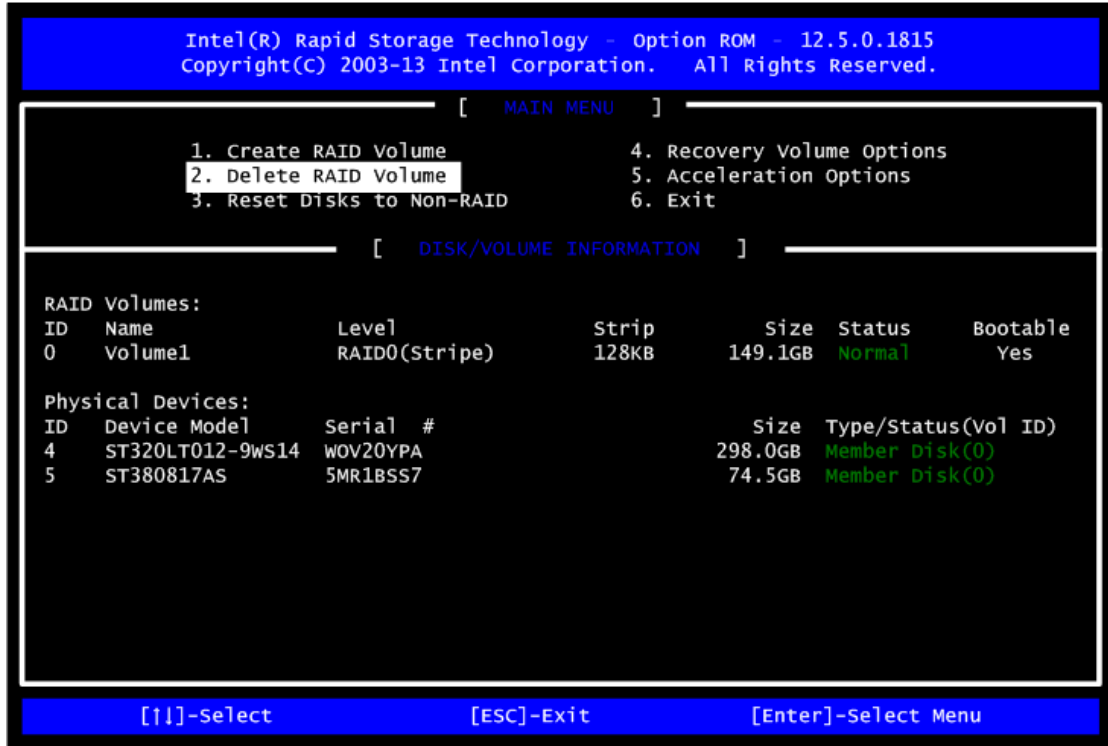 Intel(R) Rapid Storage Technology - Option ROM - 12.5.0.1815
Copyright(C) 2003-13 Intel Corporation. All Rights Reserved.
[ MAIN MENU ]
1. Create RAID Volume 4. Recovery Volume Options
2. Delete RAID Volume 5. Acceleration Options
3. Reset Disks to Non-RAID 6. Exit
[ DISK/VOLUME INFORMATION ]
RAID Volumes:
ID Name Level Strip Size Status Bootable
0 Volume1 RAID0(Stripe) 128KB 149.1GB Normal Yes
Physical Devices:
ID Device Model Serial # Size Type/Status(Vol ID)
4 ST320LT012-9WS14 WOV20YPA 298.0GB Member Disk(0)
5 ST380817AS 5MR1BSS7 74.5GB Member Disk(0)
[↑↓]-Select [ESC]-Exit [Enter]-Select Menu